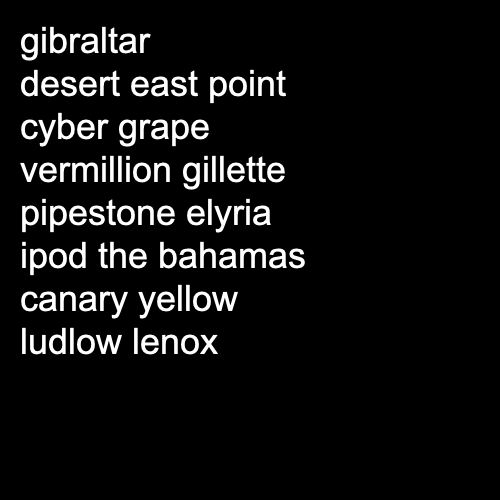 gibraltar
desert east point
cyber grape
vermillion gillette
pipestone elyria
ipod the bahamas
canary yellow
ludlow lenox